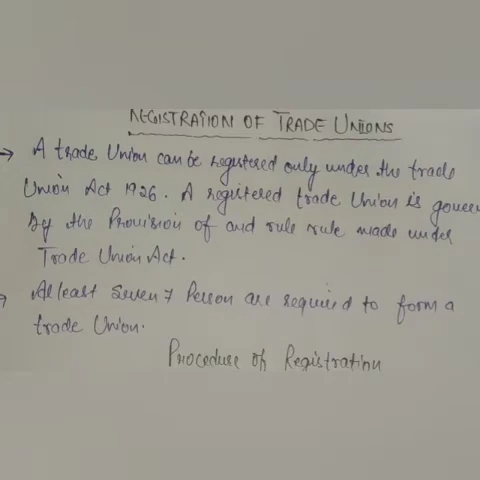 REGISTRATION OF TRADE UNIONS
→ A trade Union can be registered only under the trade
Union Act 1926. A registered trade Union is gover
by the Provision of and rule rule made under
Trade Union Act.
→ Atleast Seven 7 Person are required to form a
trade Union.
Procedure of Registration